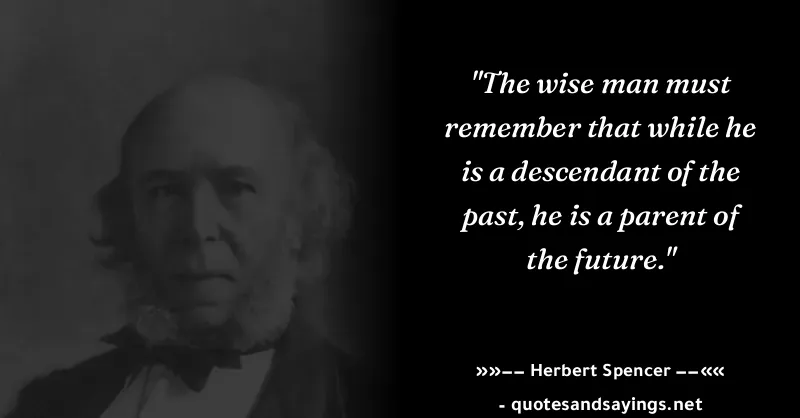 "The wise man must
remember that while he
is a descendant of the
past, he is a parent of
the future."
»»–– Herbert Spencer ––««
- quotesandsayings.net